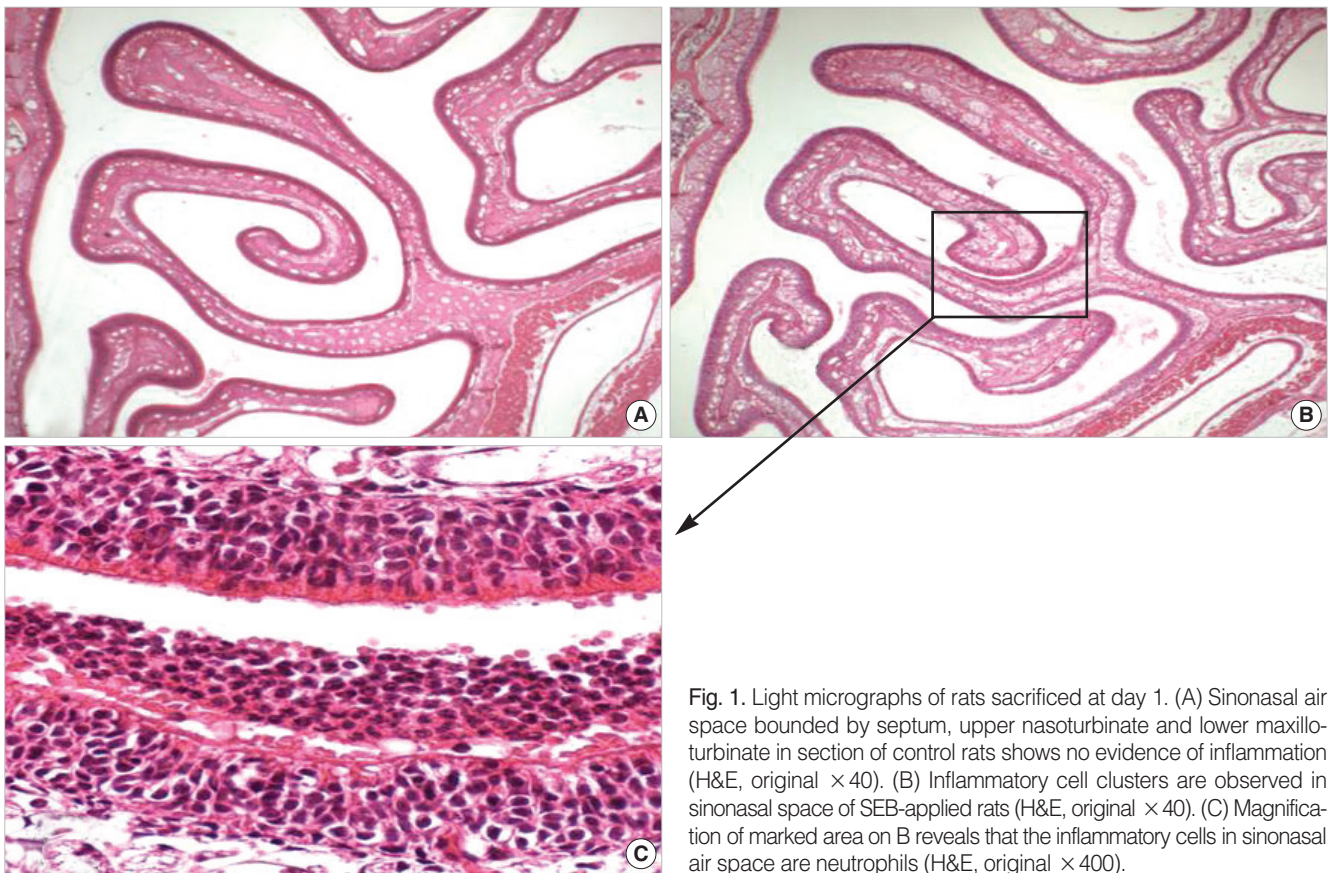 A
B
C
Fig. 1. Light micrographs of rats sacrificed at day 1. (A) Sinonasal air
space bounded by septum, upper nasoturbinate and lower maxillo-
turbinate in section of control rats shows no evidence of inflammation
(H&E, original ×40). (B) Inflammatory cell clusters are observed in
sinonasal space of SEB-applied rats (H&E, original ×40). (C) Magnifica-
tion of marked area on B reveals that the inflammatory cells in sinonasal
air space are neutrophils (H&E, original ×400).